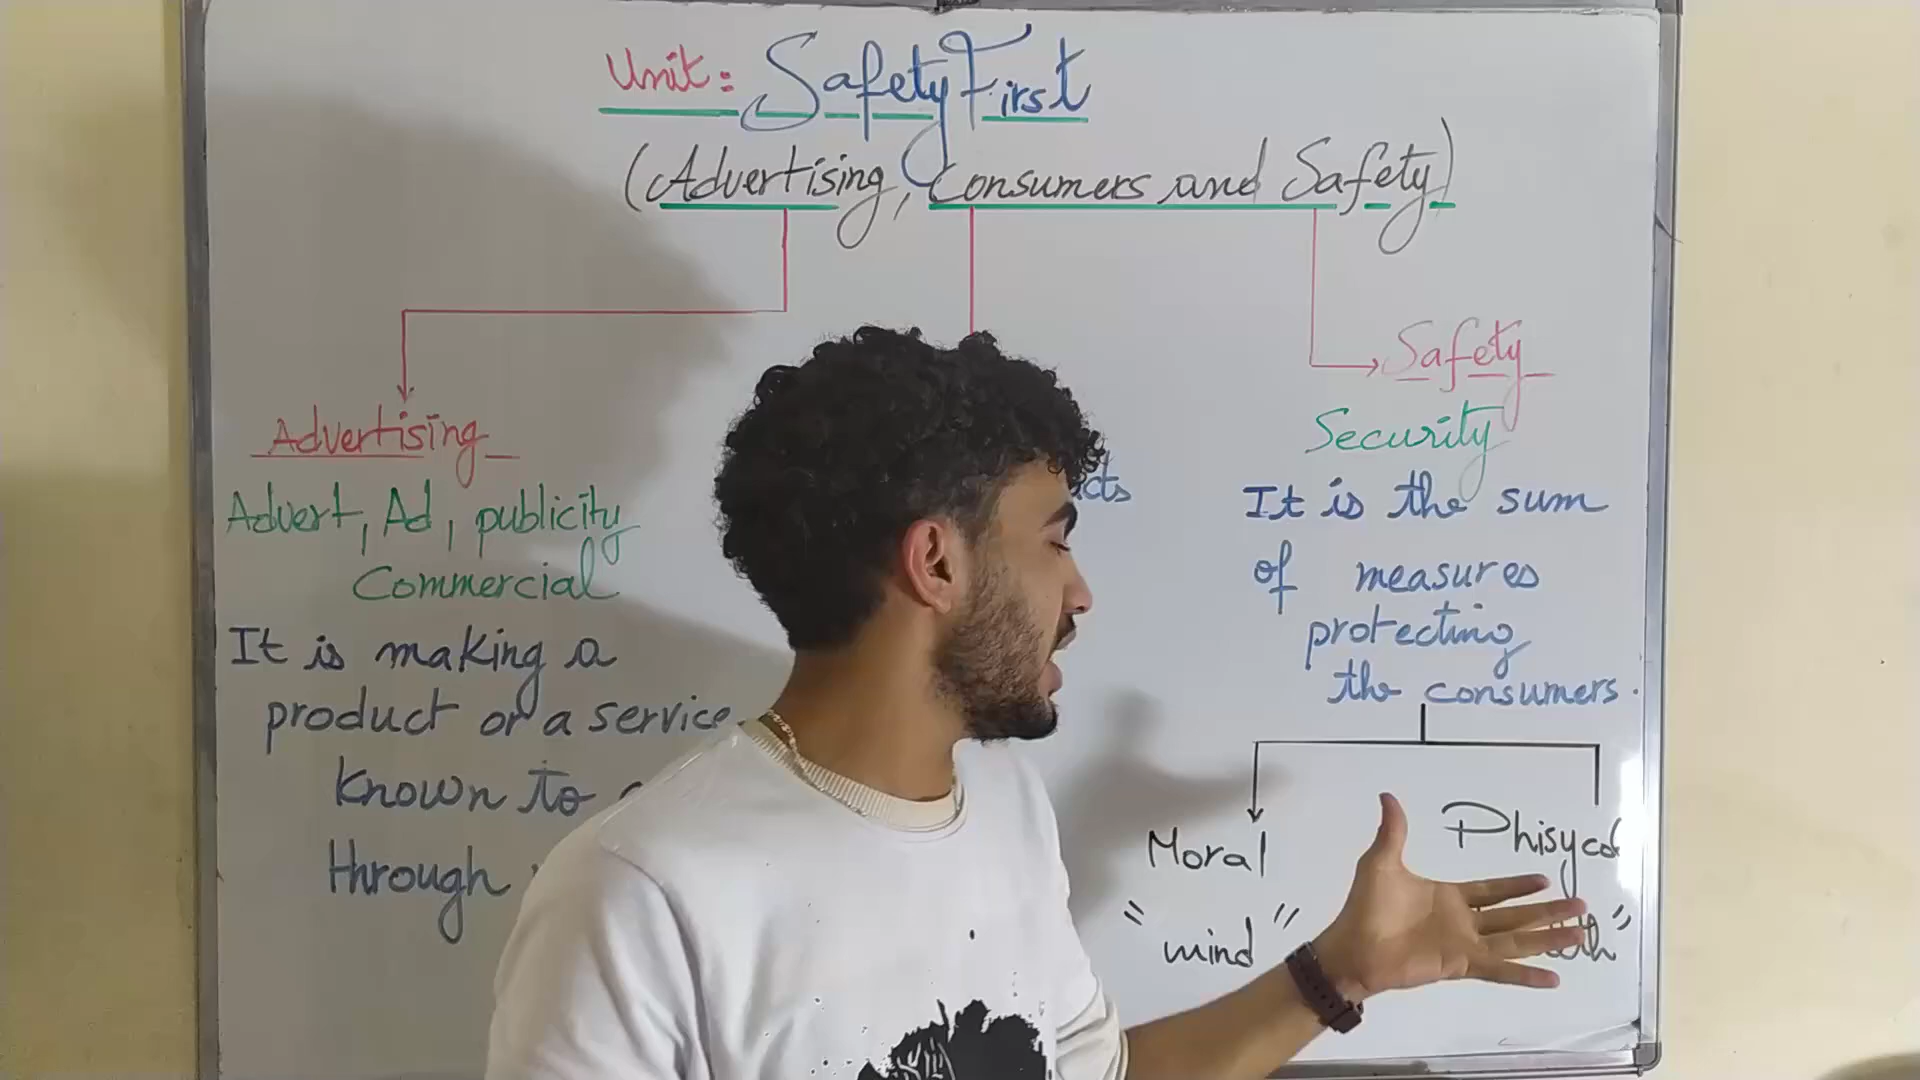 Unit: Safety First
(Advertising, Consumers and Safety)
Advertising
Advert, Ad, publicity
Commercial
It is making a
product or a service
known to
through
Safety
Security
It is the sum
of measures
protecting
the consumers.
Moral
" mind "
Phisycal